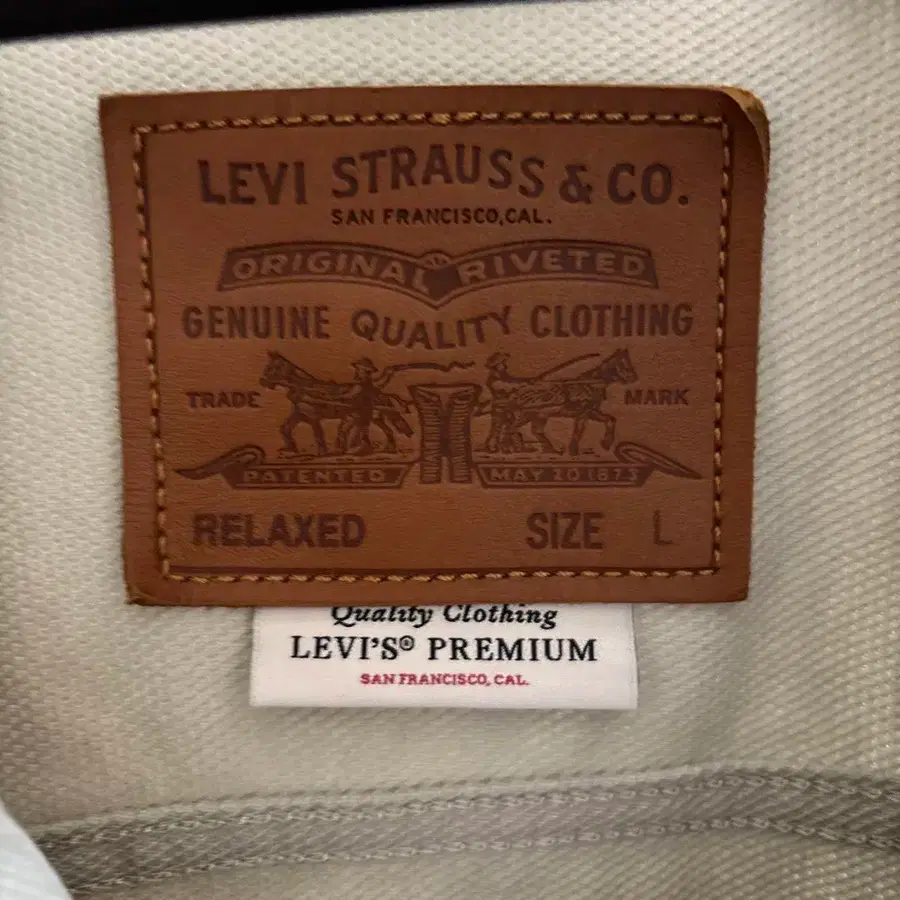 LEVI STRAUSS & CO.
SAN FRANCISCO, CAL.
ORIGINAL RIVETED
GENUINE QUALITY CLOTHING
TRADE MARK
PATENTED MAY 20 1873
RELAXED SIZE L
Quality Clothing
LEVI'S® PREMIUM
SAN FRANCISCO, CAL.